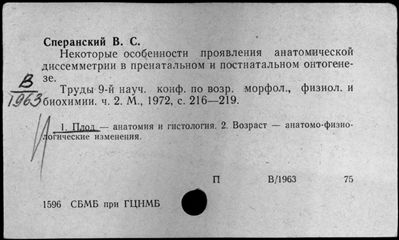 Сперанский В. С.
Некоторые особенности проявления анатомической
диссемметрии в пренатальном и постнатальном онтогене-
зе.
В
1963
Труды 9-й науч. конф. по возр. морфол., физиол. и
биохимии. ч. 2. М., 1972, с. 216—219.
1. Плод — анатомия и гистология. 2. Возраст — анатомо-физио-
логические изменения.
П В/1963 75
1596 СБМБ при ГЦНМБ